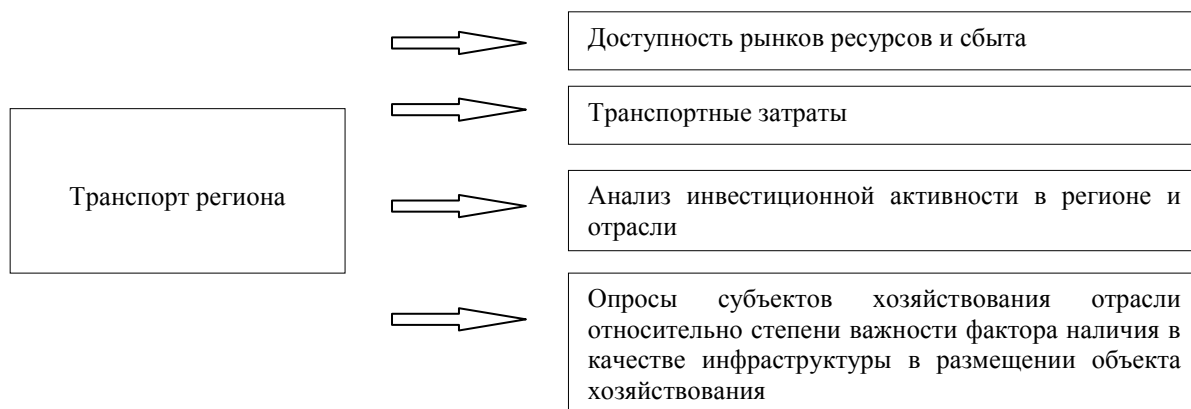 Доступность рынков ресурсов и сбыта
Транспортные затраты
Транспорт региона
Анализ инвестиционной активности в регионе и
отрасли
Опросы субъектов хозяйствования отрасли
относительно степени важности фактора наличия в
качестве инфраструктуры в размещении объекта
хозяйствования